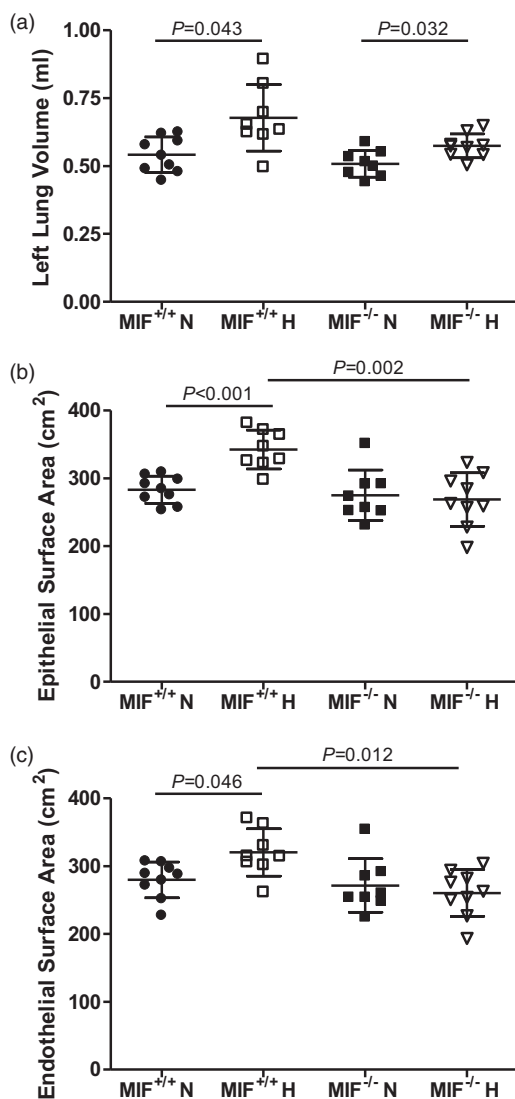 (a)
P=0.043
P=0.032
Left Lung Volume (ml)
1.00
0.75
0.50
0.25
0.00
MIF+/+ N
MIF+/+ H
MIF-/- N
MIF-/- H
(b)
P=0.002
P<0.001
Epithelial Surface Area (cm²)
400
300
200
100
0
MIF+/+ N
MIF+/+ H
MIF-/- N
MIF-/- H
(c)
P=0.012
P=0.046
Endothelial Surface Area (cm²)
400
300
200
100
0
MIF+/+ N
MIF+/+ H
MIF-/- N
MIF-/- H